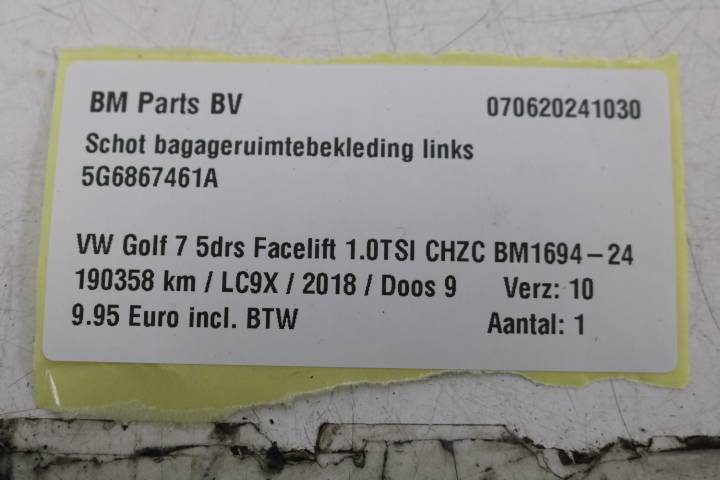 BM Parts BV 070620241030
Schot bagageruimtebekleding links
5G6867461A
VW Golf 7 5drs Facelift 1.0TSI CHZC BM1694-24
190358 km / LC9X / 2018 / Doos 9 Verz: 10
9.95 Euro incl. BTW Aantal: 1